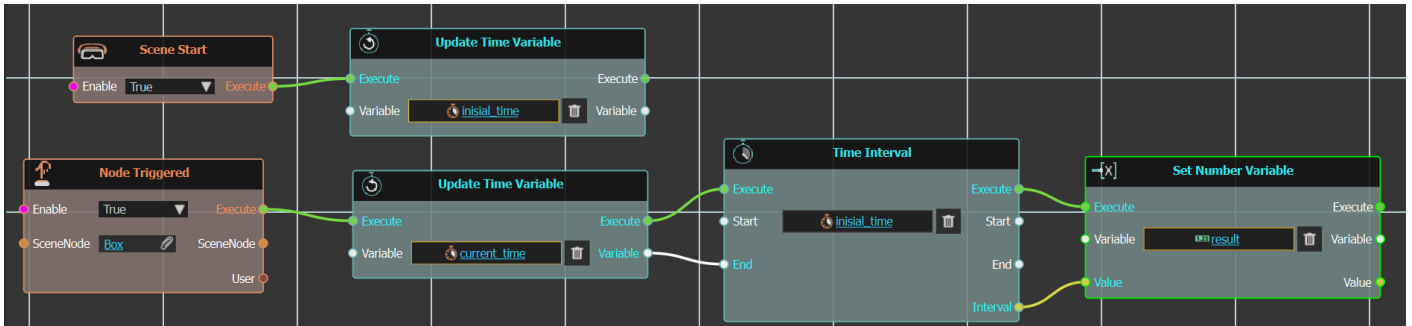 Scene Start
Enable True Execute
Update Time Variable
Execute Execute
Variable inisial_time Variable
Node Triggered
Enable True Execute
SceneNode Box SceneNode
User
Update Time Variable
Execute Execute
Variable current_time Variable
Time Interval
Execute Execute
Start inisial_time Start
End End
Interval
Set Number Variable
Execute Execute
Variable 123 result Variable
Value Value